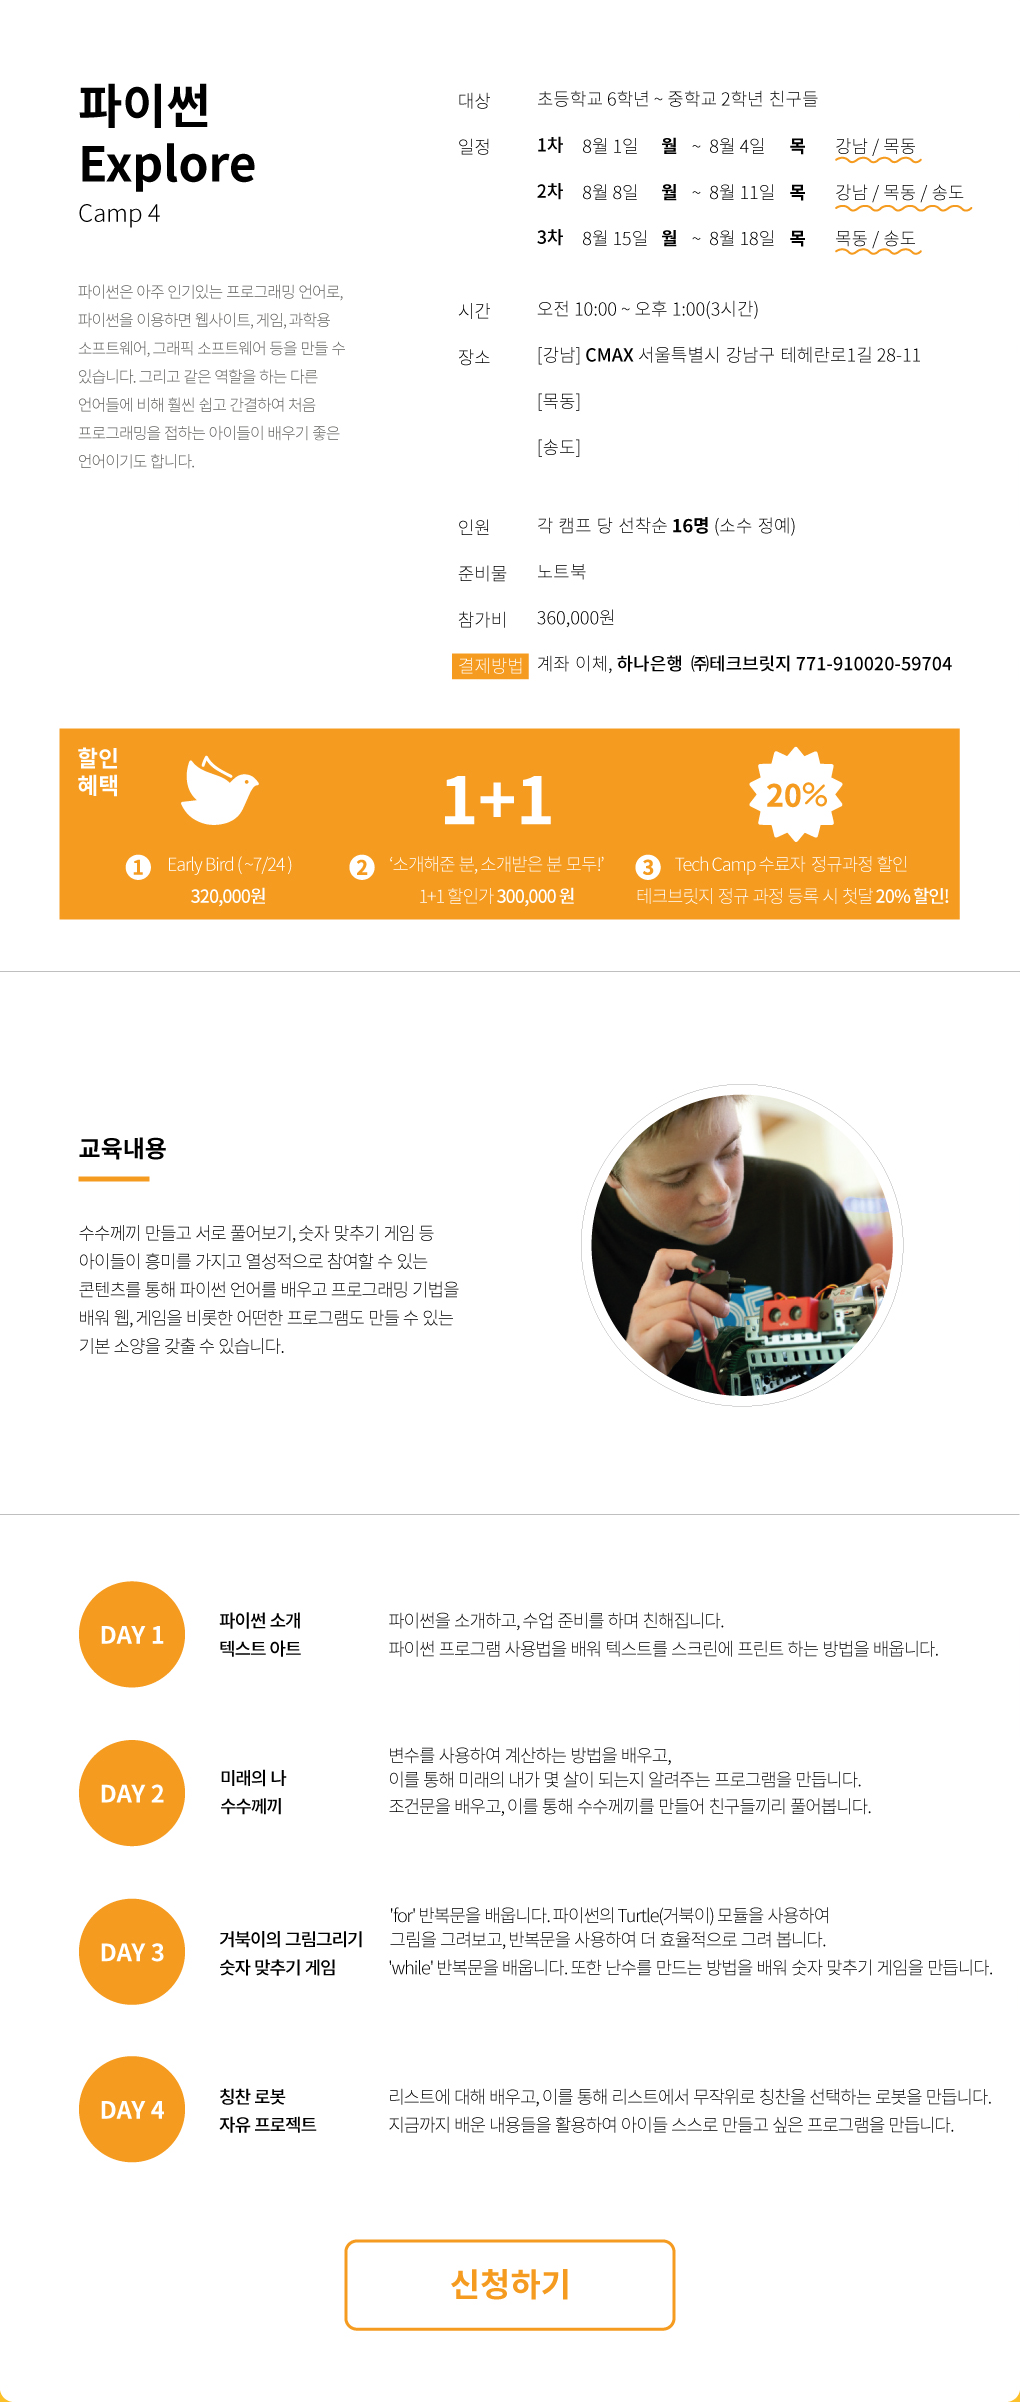 파이썬
Explore
Camp 4
파이썬은 아주 인기있는 프로그래밍 언어로,
파이썬을 이용하면 웹사이트, 게임, 과학용
소프트웨어, 그래픽 소프트웨어 등을 만들 수
있습니다. 그리고 같은 역할을 하는 다른
언어들에 비해 훨씬 쉽고 간결하여 처음
프로그래밍을 접하는 아이들이 배우기 좋은
언어이기도 합니다.
대상 초등학교 6학년 ~ 중학교 2학년 친구들
일정 1차 8월 1일 월 ~ 8월 4일 목 강남 / 목동
2차 8월 8일 월 ~ 8월 11일 목 강남 / 목동 / 송도
3차 8월 15일 월 ~ 8월 18일 목 목동 / 송도
시간 오전 10:00 ~ 오후 1:00(3시간)
장소 [강남] CMAX 서울특별시 강남구 테헤란로1길 28-11
[목동]
[송도]
인원 각 캠프 당 선착순 16명 (소수 정예)
준비물 노트북
참가비 360,000원
결제방법 계좌 이체, 하나은행 ㈜테크브릿지 771-910020-59704
할인
혜택
1+1
20%
1 Early Bird ( ~7/24 )
320,000원
2 ‘소개해준 분, 소개받은 분 모두!’
1+1 할인가 300,000 원
3 Tech Camp 수료자 정규과정 할인
테크브릿지 정규 과정 등록 시 첫달 20% 할인!
교육내용
수수께끼 만들고 서로 풀어보기, 숫자 맞추기 게임 등
아이들이 흥미를 가지고 열성적으로 참여할 수 있는
콘텐츠를 통해 파이썬 언어를 배우고 프로그래밍 기법을
배워 웹, 게임을 비롯한 어떤한 프로그램도 만들 수 있는
기본 소양을 갖출 수 있습니다.
DAY 1
파이썬 소개 파이썬을 소개하고, 수업 준비를 하며 친해집니다.
텍스트 아트 파이썬 프로그램 사용법을 배워 텍스트를 스크린에 프린트 하는 방법을 배웁니다.
DAY 2
미래의 나 변수를 사용하여 계산하는 방법을 배우고,
이를 통해 미래의 내가 몇 살이 되는지 알려주는 프로그램을 만듭니다.
수수께끼 조건문을 배우고, 이를 통해 수수께끼를 만들어 친구들끼리 풀어봅니다.
DAY 3
거북이의 그림그리기 'for' 반복문을 배웁니다. 파이썬의 Turtle(거북이) 모듈을 사용하여
그림을 그려보고, 반복문을 사용하여 더 효율적으로 그려 봅니다.
숫자 맞추기 게임 'while' 반복문을 배웁니다. 또한 난수를 만드는 방법을 배워 숫자 맞추기 게임을 만듭니다.
DAY 4
칭찬 로봇 리스트에 대해 배우고, 이를 통해 리스트에서 무작위로 칭찬을 선택하는 로봇을 만듭니다.
자유 프로젝트 지금까지 배운 내용들을 활용하여 아이들 스스로 만들고 싶은 프로그램을 만듭니다.
신청하기